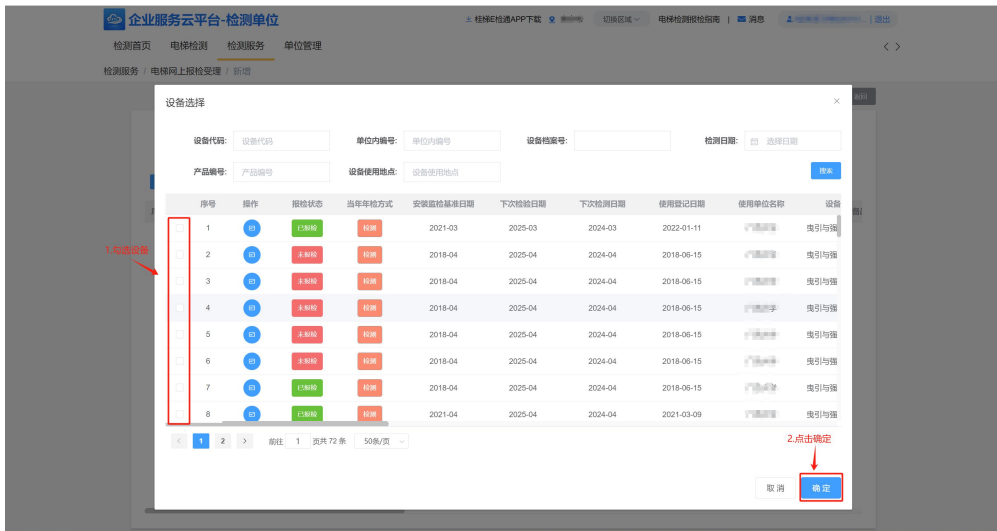 企业服务云平台-检测单位
桂梯E检通APP下载 切换区域 电梯检测报检指南 | 消息 | 退出
检测首页 电梯检测 检测服务 单位管理
检测服务 / 电梯网上报检受理 / 新增
设备选择
设备代码: 设备代码 单位内编号: 单位内编号 设备档案号: 检测日期: 选择日期
产品编号: 产品编号 设备使用地点: 设备使用地点 搜索
序号 操作 报检状态 当年年检方式 安装监检基准日期 下次检验日期 下次检测日期 使用登记日期 使用单位名称 设备
1 已报检 检测 2021-03 2025-03 2024-03 2022-01-11 曳引与强
1.勾选设备
2 未报检 检测 2018-04 2025-04 2024-04 2018-06-15 曳引与强
3 未报检 检测 2018-04 2025-04 2024-04 2018-06-15 曳引与强
4 未报检 检测 2018-04 2025-04 2024-04 2018-06-15 曳引与强
5 未报检 检测 2018-04 2025-04 2024-04 2018-06-15 曳引与强
6 未报检 检测 2018-04 2025-04 2024-04 2018-06-15 曳引与强
7 已报检 检测 2018-04 2025-04 2024-04 2018-06-15 曳引与强
8 已报检 检测 2021-04 2025-04 2024-04 2021-03-09 曳引与强
1 2 前往 1 页共 72 条 50条/页
2.点击确定
取 消 确 定